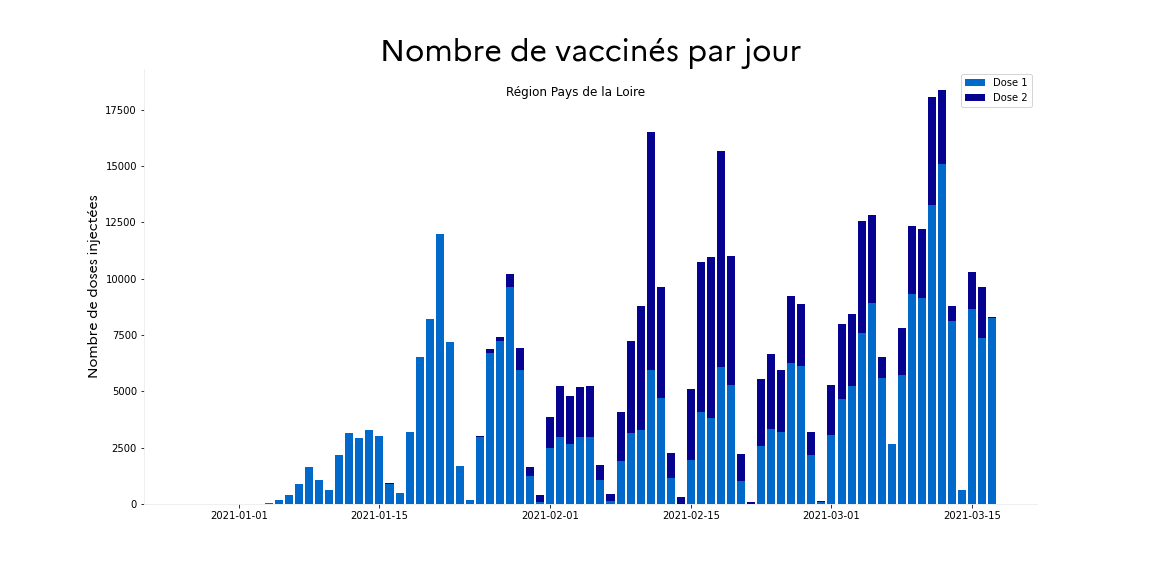 Nombre de vaccinés par jour
Région Pays de la Loire
Dose 1
Dose 2
Nombre de doses injectées
17500
15000
12500
10000
7500
5000
2500
0
2021-01-01
2021-01-15
2021-02-01
2021-02-15
2021-03-01
2021-03-15